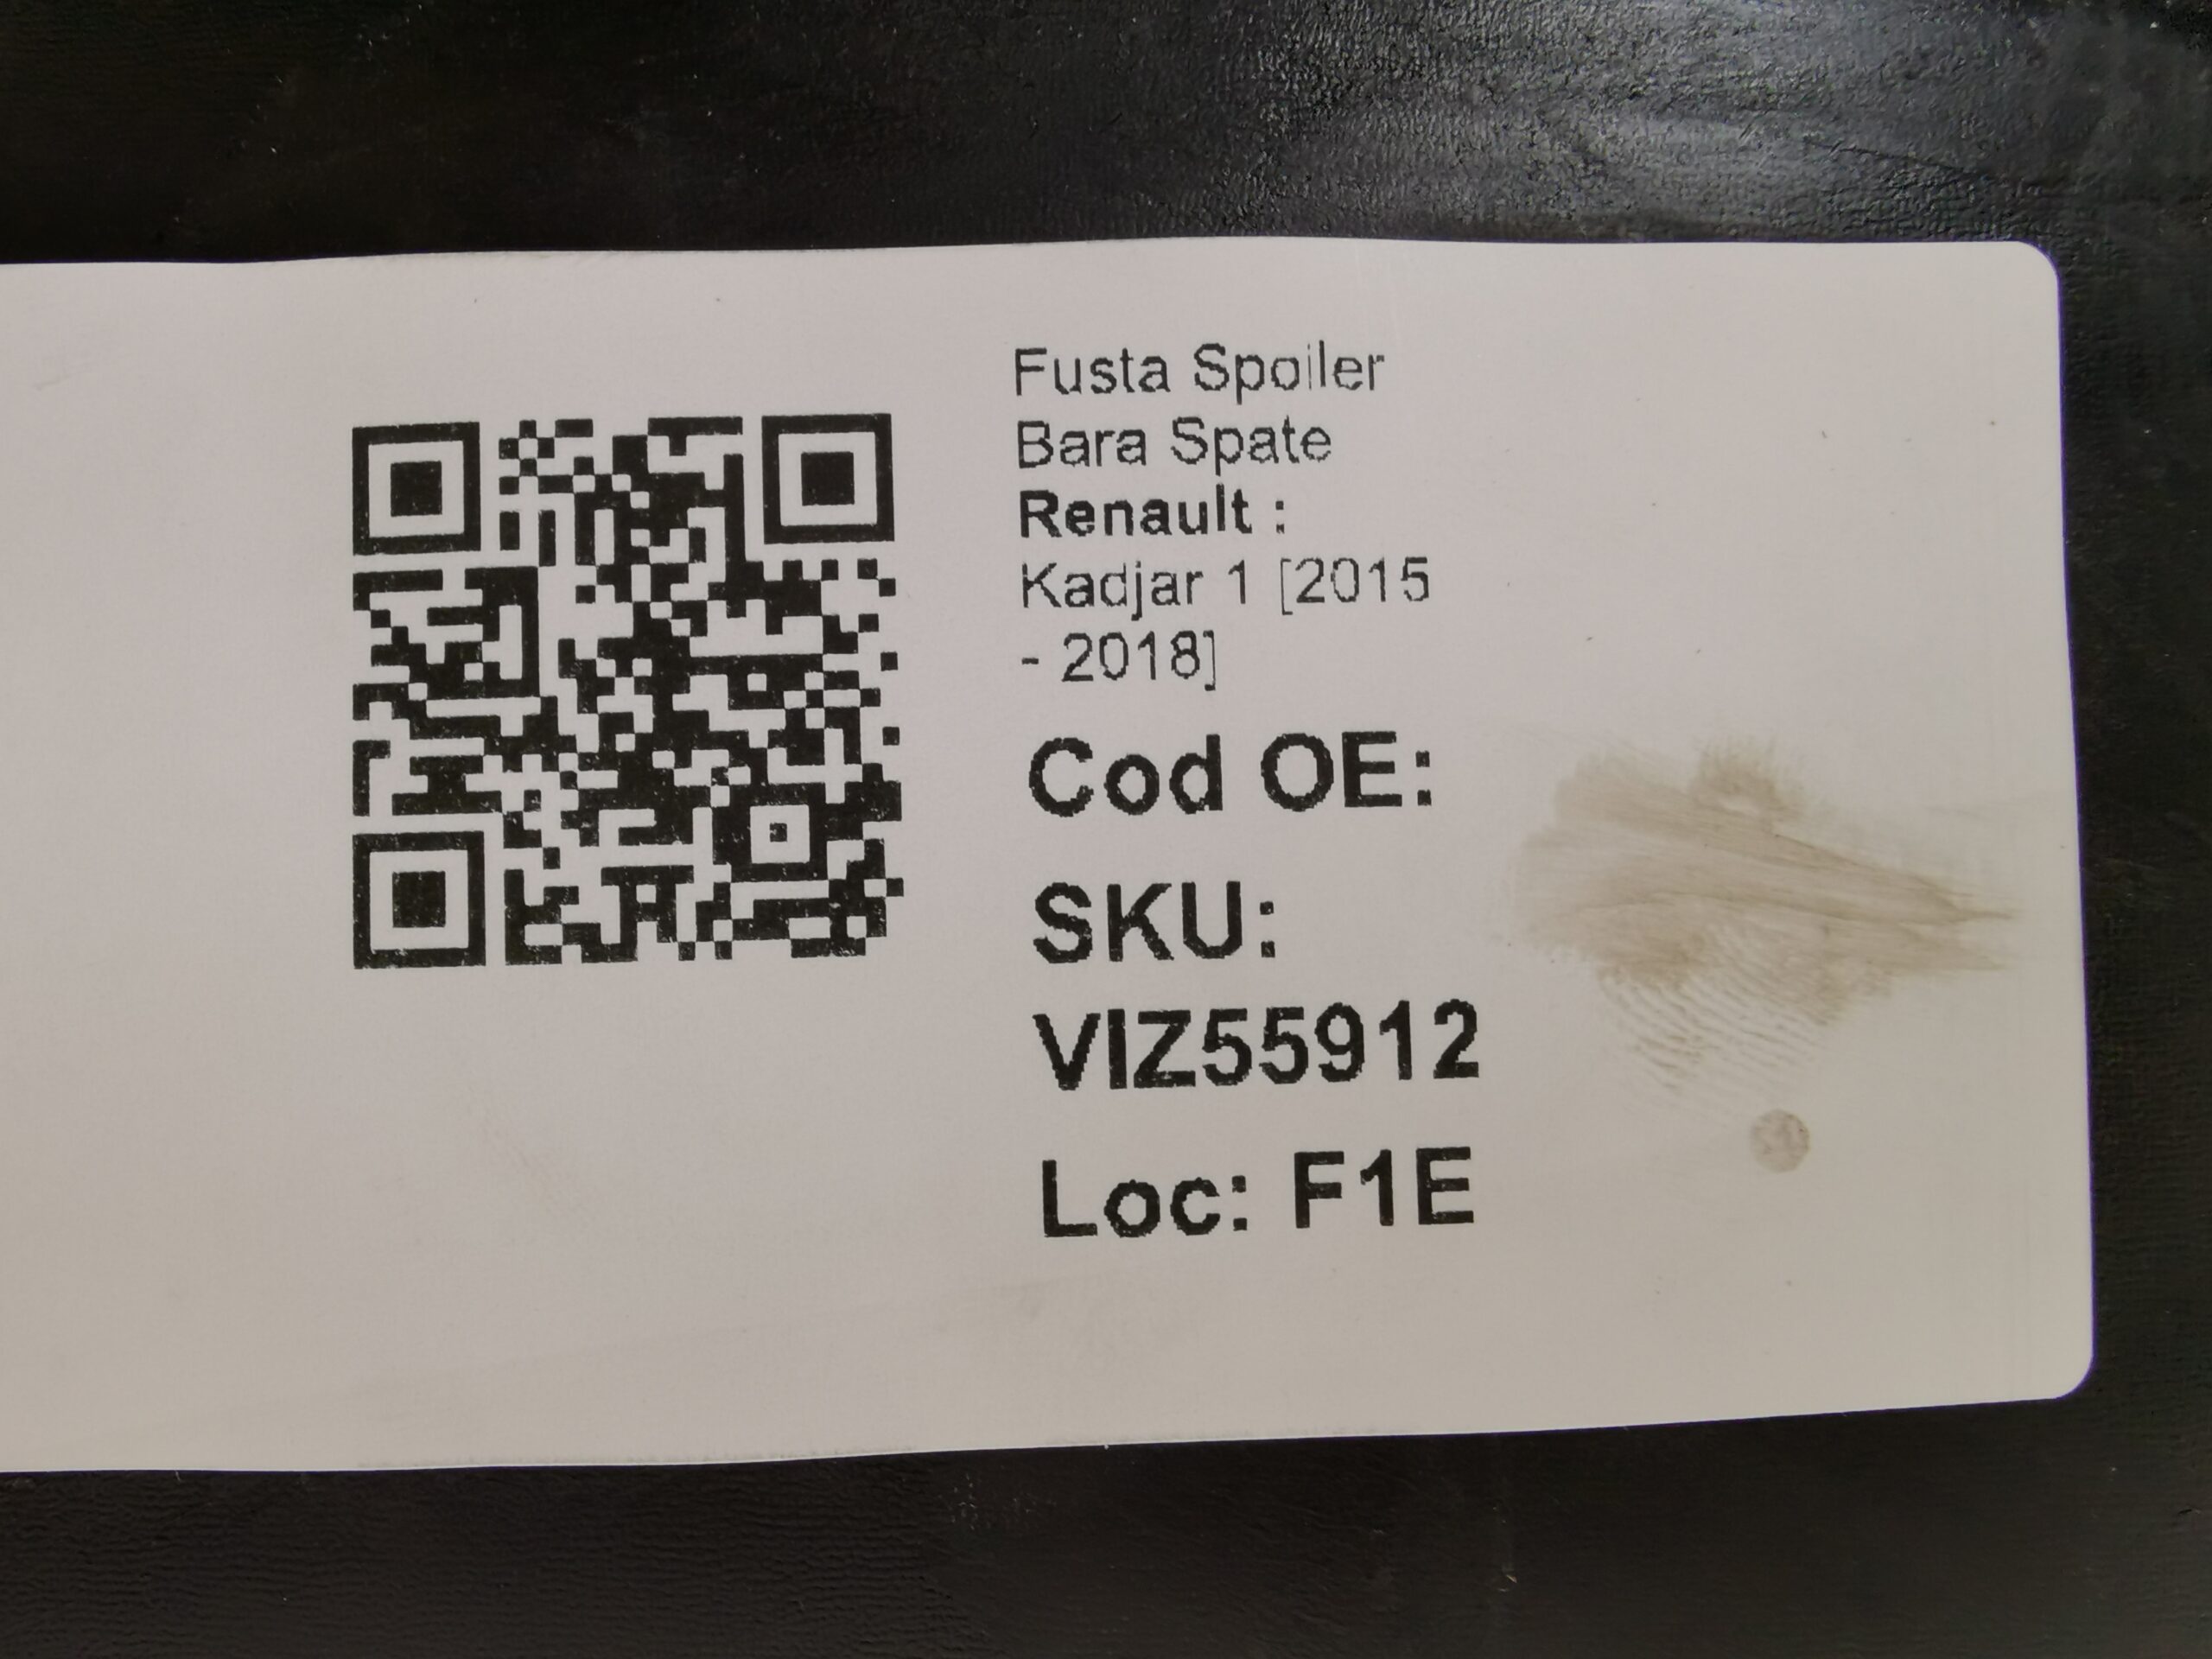 Fusta Spoiler
Bara Spate
Renault :
Kadjar 1 [2015
- 2018]
Cod OE:
SKU:
VIZ55912
Loc: F1E